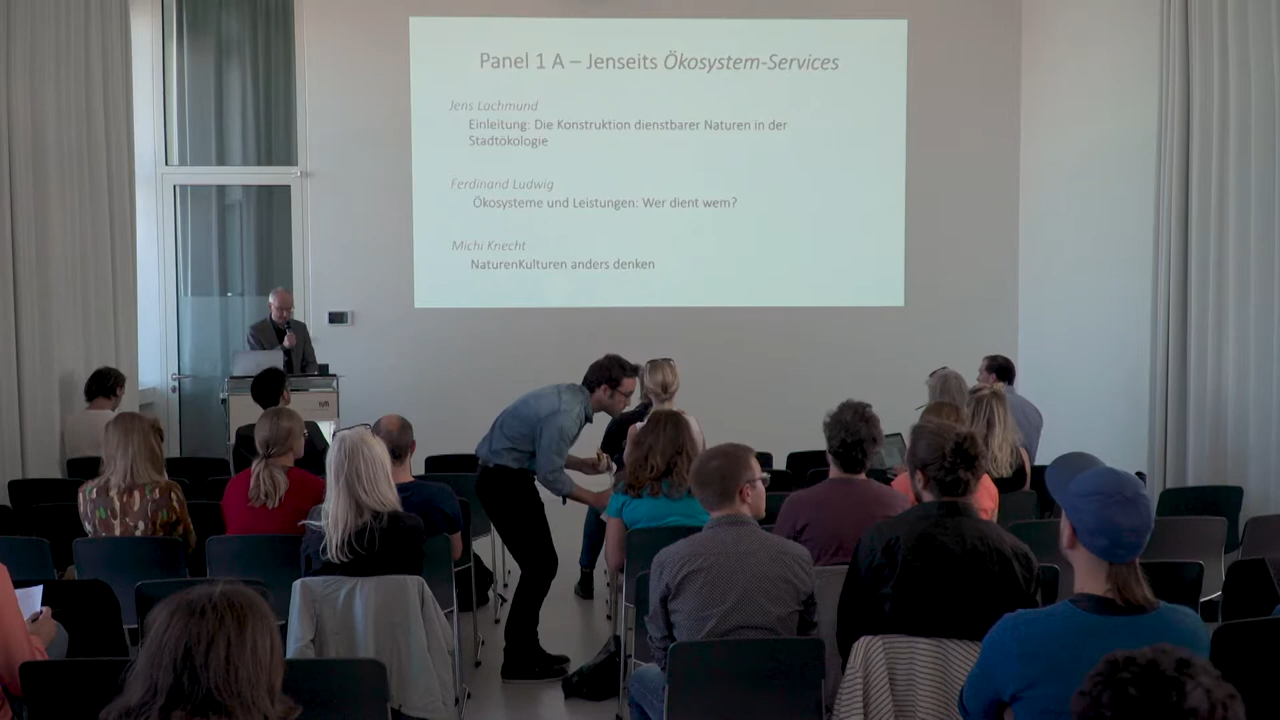 Panel 1 A – Jenseits Ökosystem-Services
Jens Lachmund
Einleitung: Die Konstruktion dienstbarer Naturen in der
Stadtökologie
Ferdinand Ludwig
Ökosysteme und Leistungen: Wer dient wem?
Michi Knecht
NaturenKulturen anders denken